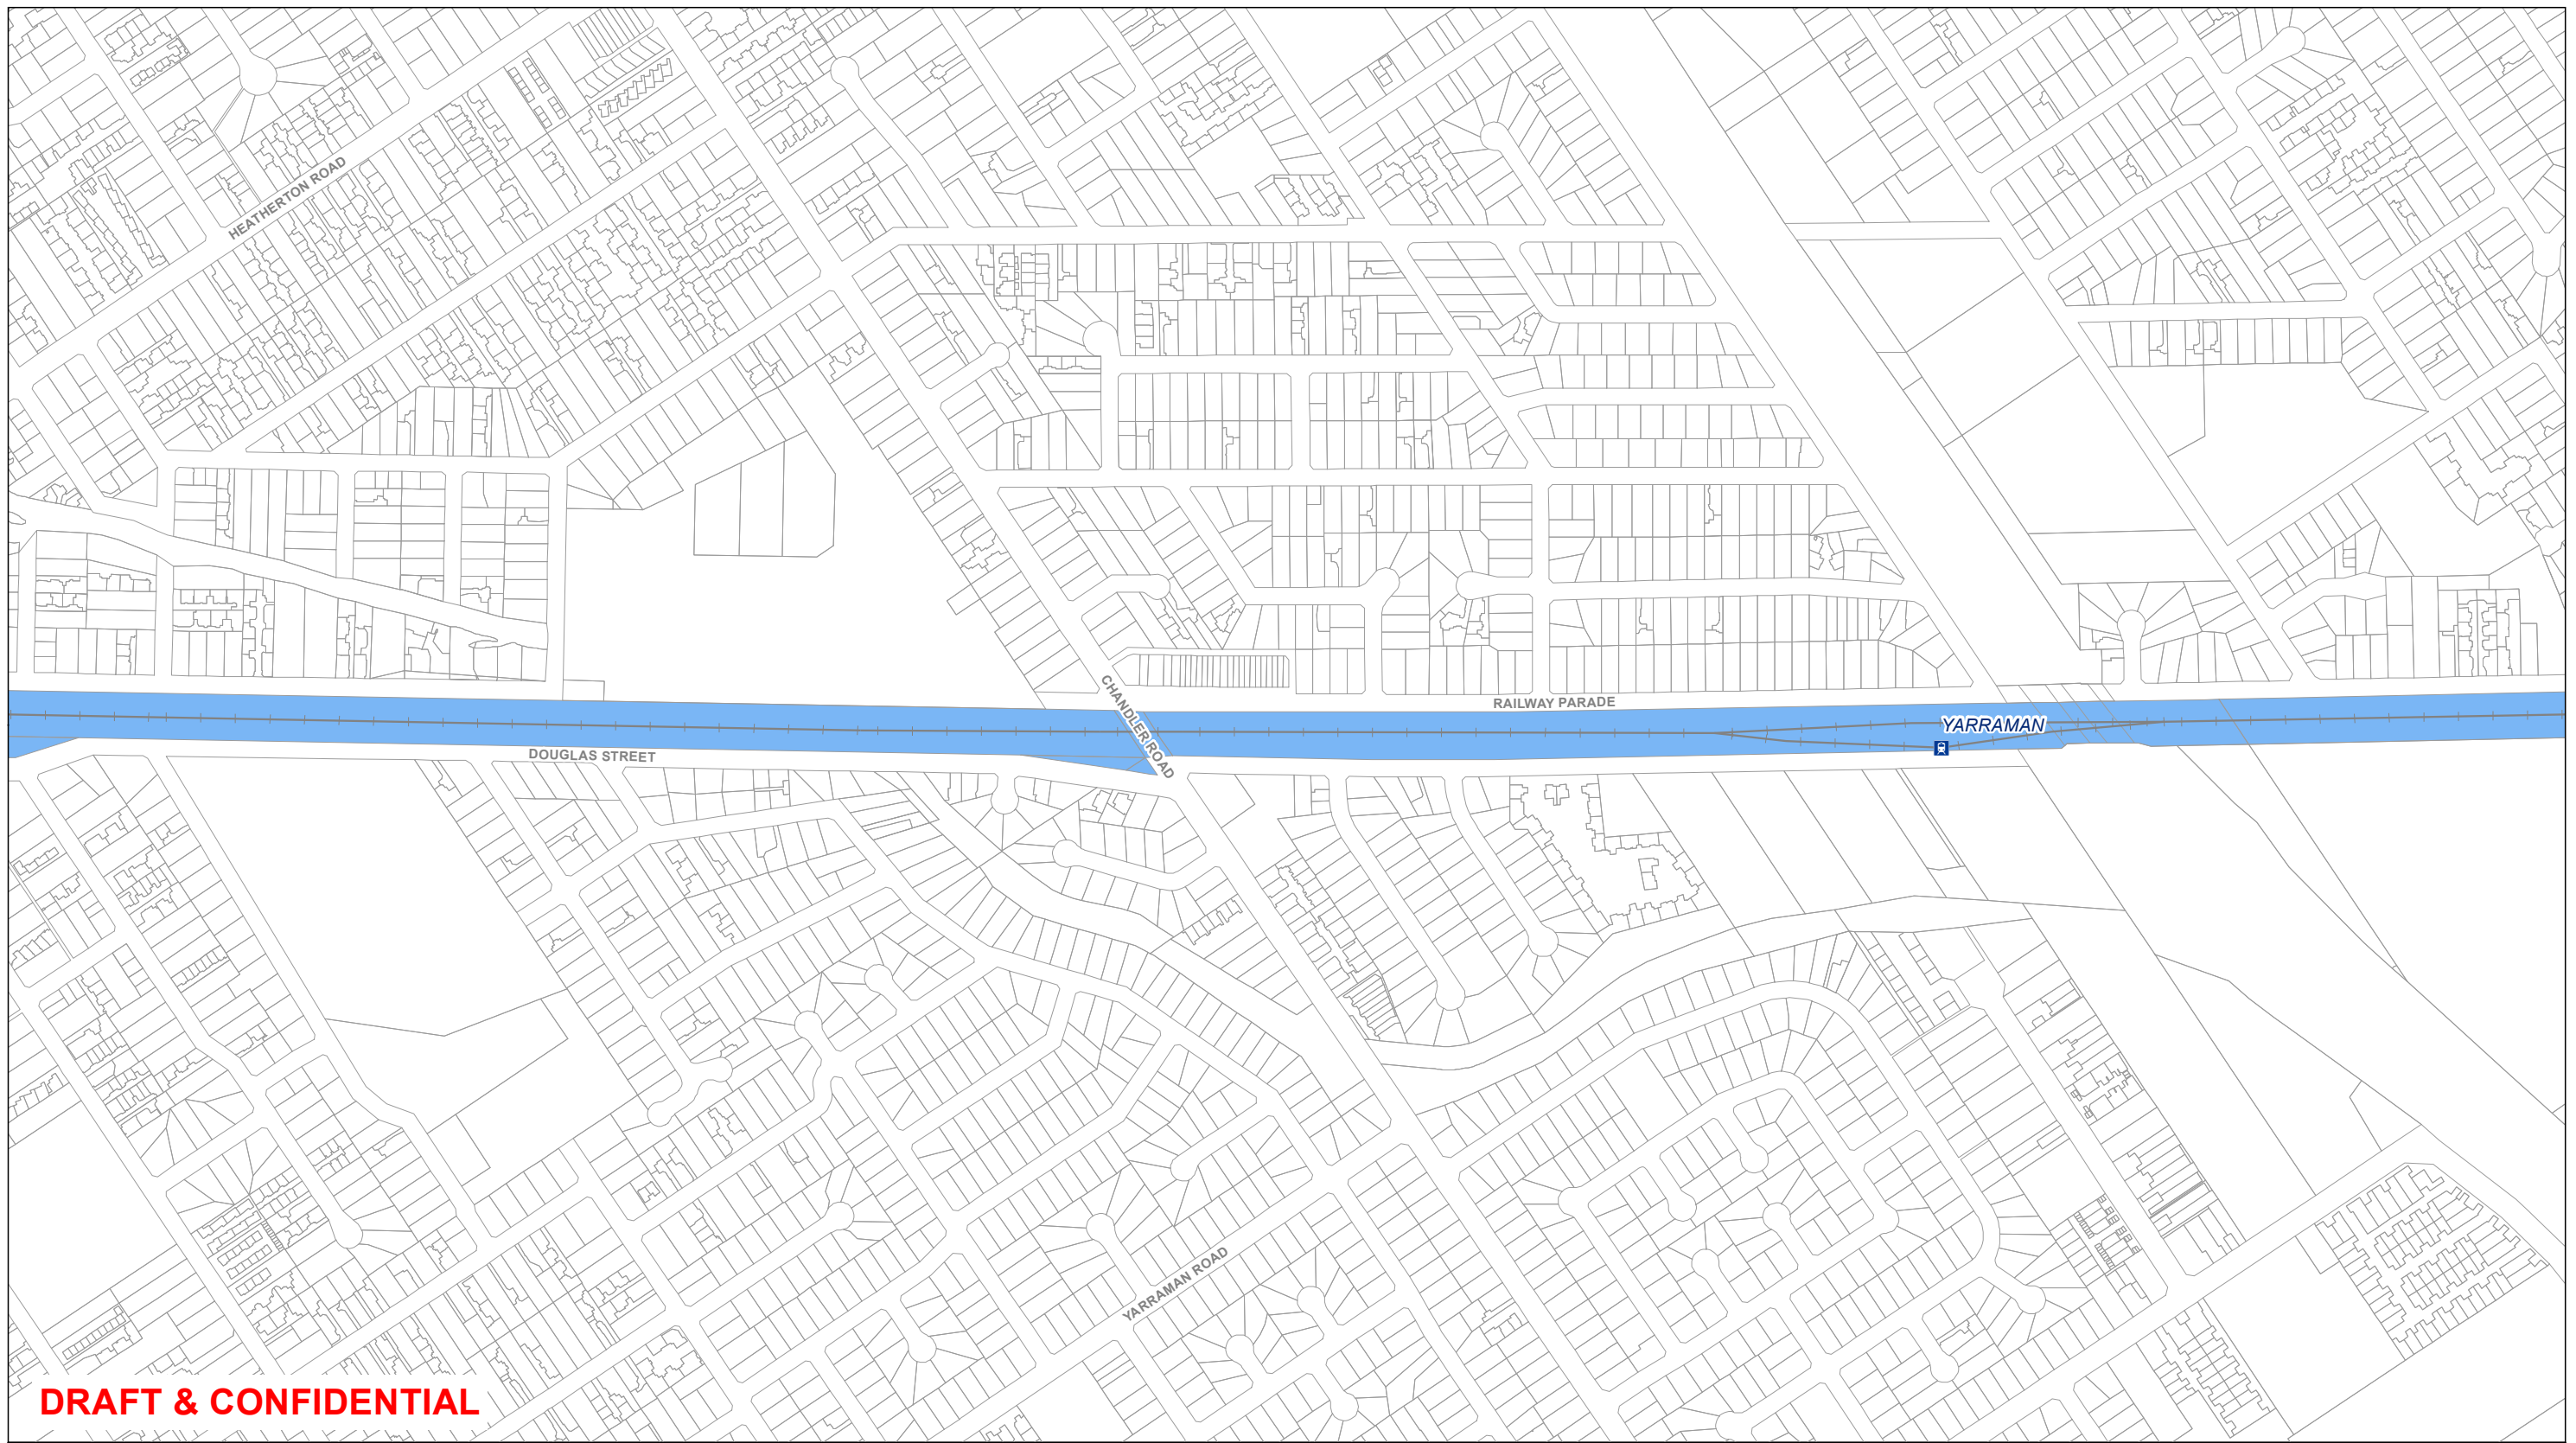 HEATHERTON ROAD
CHANDLER ROAD
RAILWAY PARADE
YARRAMAN
DOUGLAS STREET
YARRAMAN ROAD
DRAFT & CONFIDENTIAL